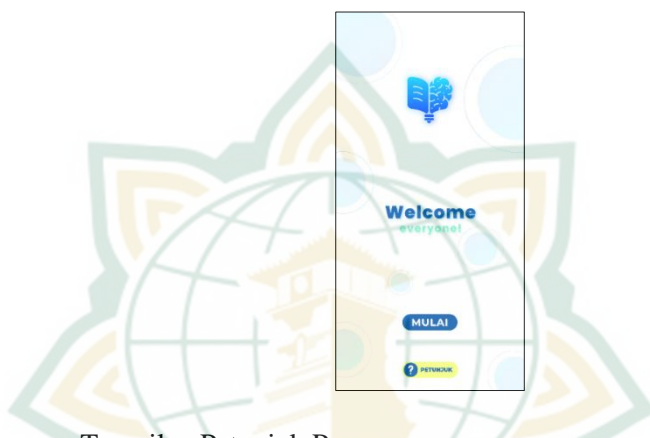 Welcome
everyone!
MULAI
? PETUNJUK
Tampilan Petunjuk P